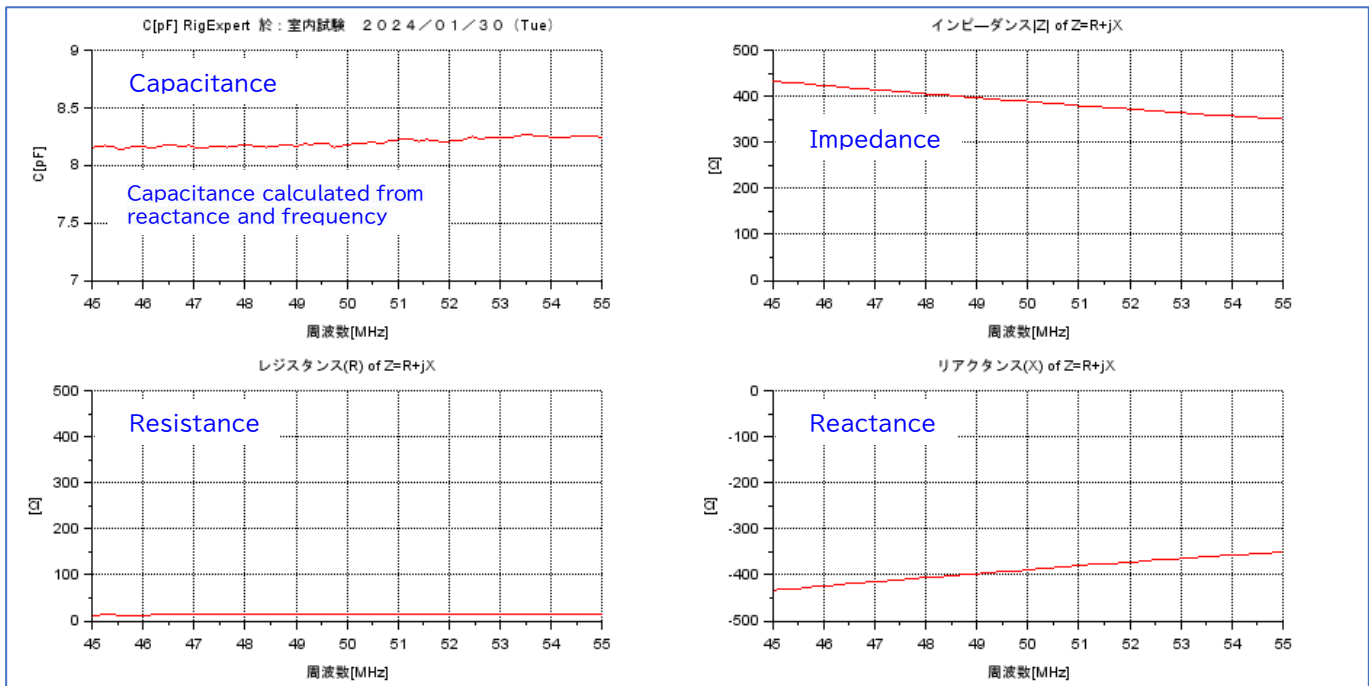 C[pF] RigExpert 於：室内試験　２０２４／０１／３０（Tue）
9
8.5
8
7.5
7
C[pF]
Capacitance
Capacitance calculated from
reactance and frequency
45 46 47 48 49 50 51 52 53 54 55
周波数[MHz]
インピーダンス|Z| of Z=R+jX
500
400
300
200
100
0
[Ω]
Impedance
45 46 47 48 49 50 51 52 53 54 55
周波数[MHz]
レジスタンス(R) of Z=R+jX
500
400
300
200
100
0
[Ω]
Resistance
45 46 47 48 49 50 51 52 53 54 55
周波数[MHz]
リアクタンス(X) of Z=R+jX
0
-100
-200
-300
-400
-500
[Ω]
Reactance
45 46 47 48 49 50 51 52 53 54 55
周波数[MHz]